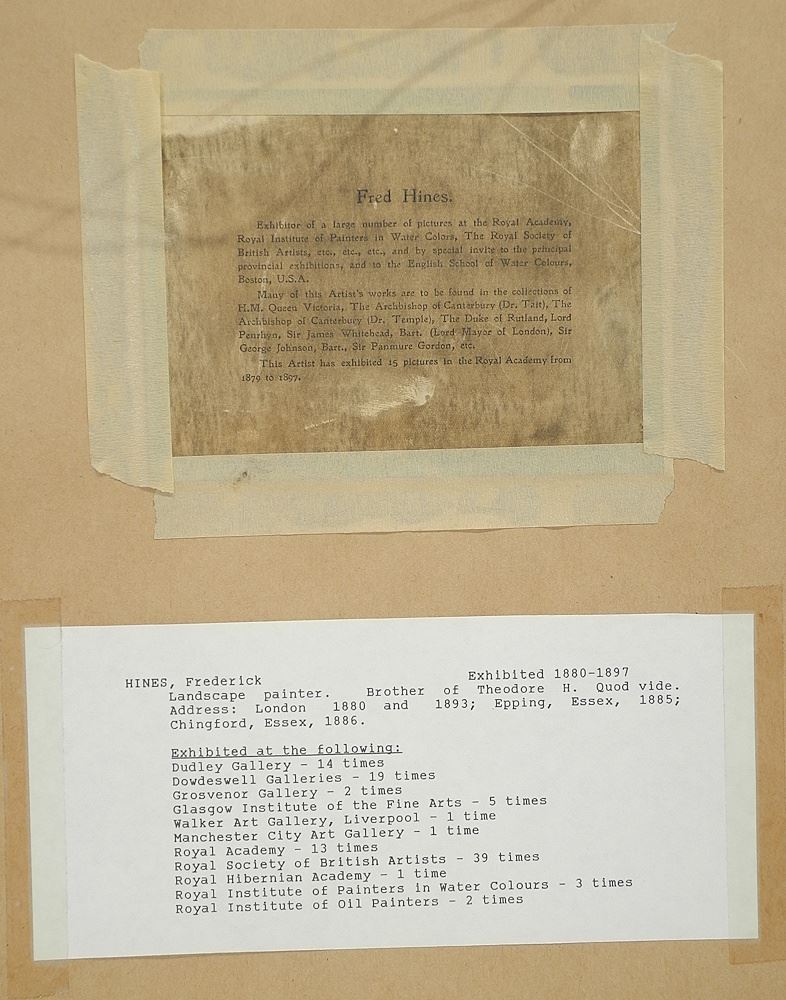 Fred Hines.
Exhibitor of a large number of pictures at the Royal Academy,
Royal Institute of Painters in Water Colors, The Royal Society of
British Artists, etc., etc., etc., and by special invite to the principal
provincial exhibitions, and to the English School of Water Colours,
Boston, U.S.A.
Many of this Artist's works are to be found in the collections of
H.M. Queen Victoria, The Archbishop of Canterbury (Dr. Tait), The
Archbishop of Canterbury (Dr. Temple), The Duke of Rutland, Lord
Penrhyn, Sir James Whitehead, Bart. (Lord Mayor of London), Sir
George Johnson, Bart., Sir Panmure Gordon, etc.
This Artist has exhibited 15 pictures in the Royal Academy from
1879 to 1897.
HINES, Frederick Exhibited 1880-1897
Landscape painter. Brother of Theodore H. Quod vide.
Address: London 1880 and 1893; Epping, Essex, 1885;
Chingford, Essex, 1886.
Exhibited at the following:
Dudley Gallery - 14 times
Dowdeswell Galleries - 19 times
Grosvenor Gallery - 2 times
Glasgow Institute of the Fine Arts - 5 times
Walker Art Gallery, Liverpool - 1 time
Manchester City Art Gallery - 1 time
Royal Academy - 13 times
Royal Society of British Artists - 39 times
Royal Hibernian Academy - 1 time
Royal Institute of Painters in Water Colours - 3 times
Royal Institute of Oil Painters - 2 times